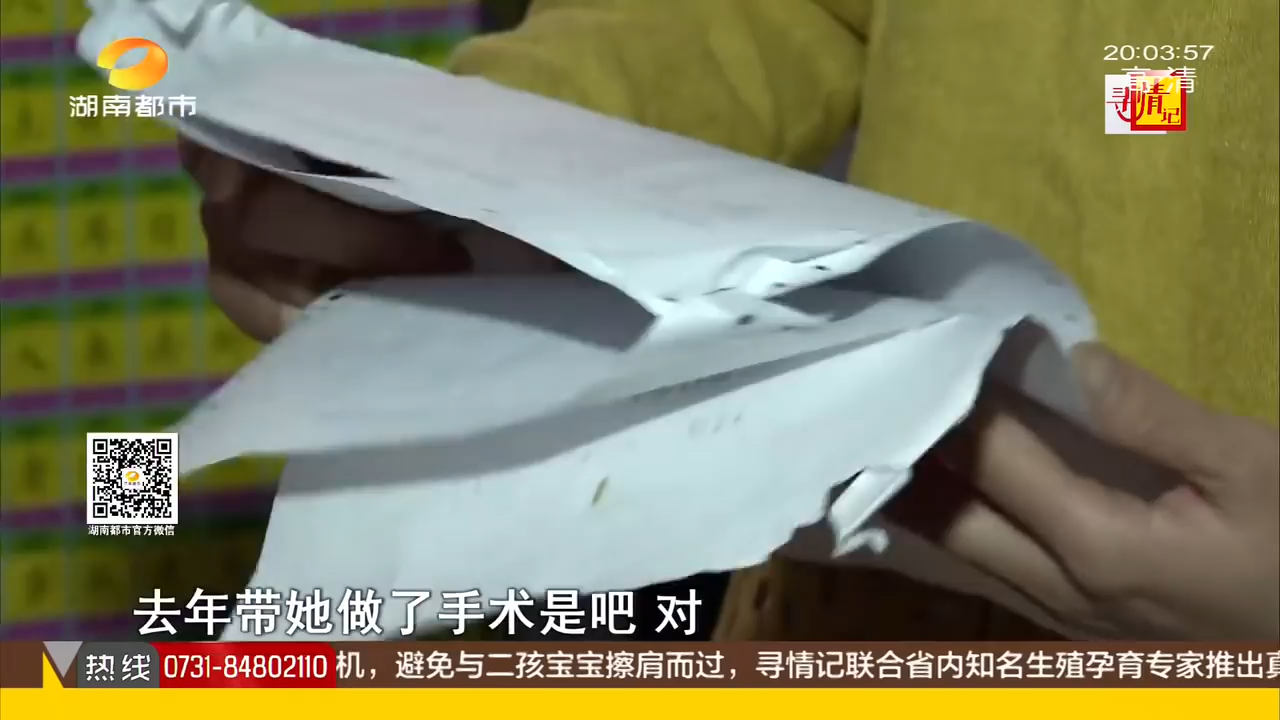 湖南都市
20:03:57
高清
寻情记
湖南都市官方微信
去年带她做了手术是吧 对
热线 0731-84802110 机，避免与二孩宝宝擦肩而过，寻情记联合省内知名生殖孕育专家推出真